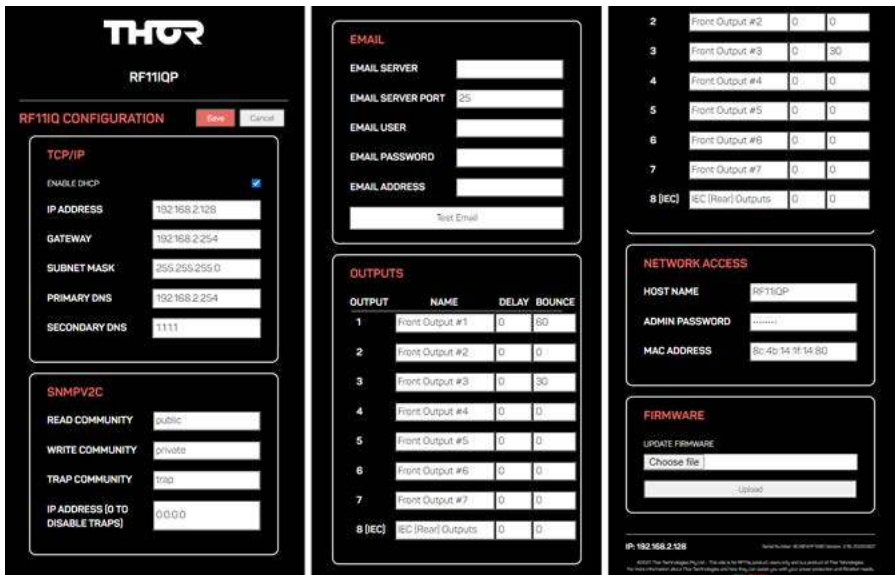 THOR
RF11IQP
RF11IQ CONFIGURATION Save Cancel
TCP/IP
ENABLE DHCP
IP ADDRESS 192.168.2.128
GATEWAY 192.168.2.254
SUBNET MASK 255.255.255.0
PRIMARY DNS 192.168.2.254
SECONDARY DNS 1.1.1.1
SNMPV2C
READ COMMUNITY public
WRITE COMMUNITY private
TRAP COMMUNITY trap
IP ADDRESS (0 TO
DISABLE TRAPS) 0.0.0.0
EMAIL
EMAIL SERVER
EMAIL SERVER PORT 25
EMAIL USER
EMAIL PASSWORD
EMAIL ADDRESS
Test Email
OUTPUTS
OUTPUT NAME DELAY BOUNCE
1 Front Output #1 0 60
2 Front Output #2 0 0
3 Front Output #3 0 30
4 Front Output #4 0 0
5 Front Output #5 0 0
6 Front Output #6 0 0
7 Front Output #7 0 0
8 (IEC) IEC (Rear) Outputs 0 0
2 Front Output #2 0 0
3 Front Output #3 0 30
4 Front Output #4 0 0
5 Front Output #5 0 0
6 Front Output #6 0 0
7 Front Output #7 0 0
8 (IEC) IEC (Rear) Outputs 0 0
NETWORK ACCESS
HOST NAME RF11IQP
ADMIN PASSWORD ········
MAC ADDRESS 8c:4b:14:1f:14:80
FIRMWARE
UPDATE FIRMWARE
Choose file
Upload
IP: 192.168.2.128